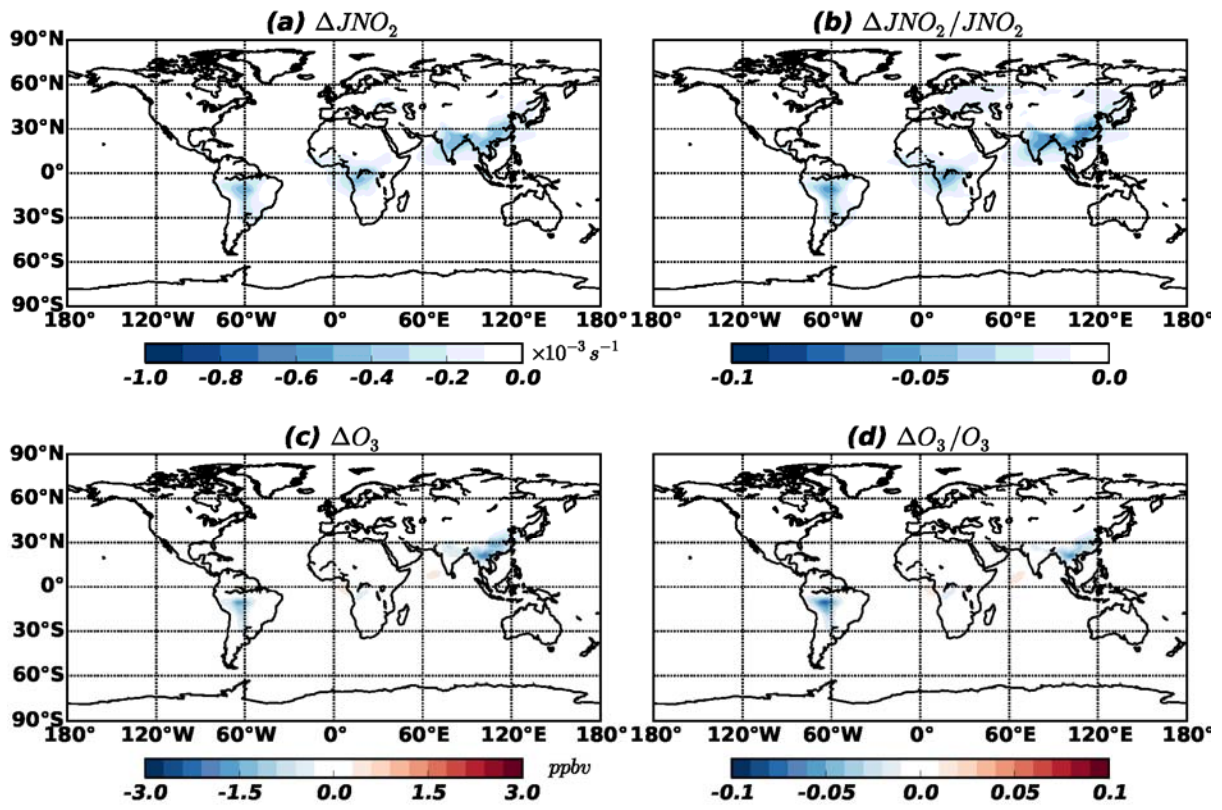 (a) ΔJNO₂
(b) ΔJNO₂/JNO₂
90°N
60°N
30°N
0°
30°S
60°S
90°S
180° 120°W 60°W 0° 60°E 120°E 180°
180° 120°W 60°W 0° 60°E 120°E 180°
-1.0 -0.8 -0.6 -0.4 -0.2 0.0
×10⁻³ s⁻¹
-0.1 -0.05 0.0
(c) ΔO₃
(d) ΔO₃/O₃
90°N
60°N
30°N
0°
30°S
60°S
90°S
180° 120°W 60°W 0° 60°E 120°E 180°
180° 120°W 60°W 0° 60°E 120°E 180°
-3.0 -1.5 0.0 1.5 3.0
ppbv
-0.1 -0.05 0.0 0.05 0.1